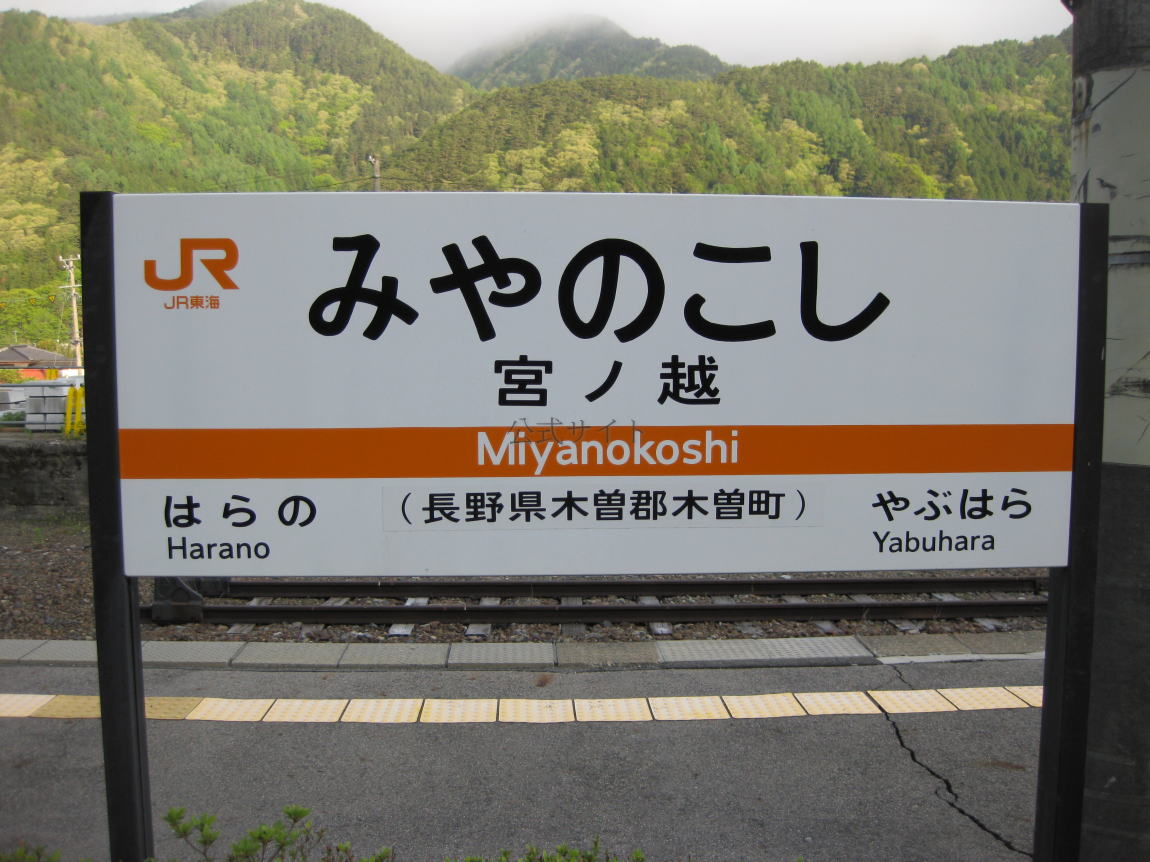 JR
JR東海
みやのこし
宮ノ越
公式サイト
Miyanokoshi
はらの
Harano
(長野県木曽郡木曽町)
やぶはら
Yabuhara